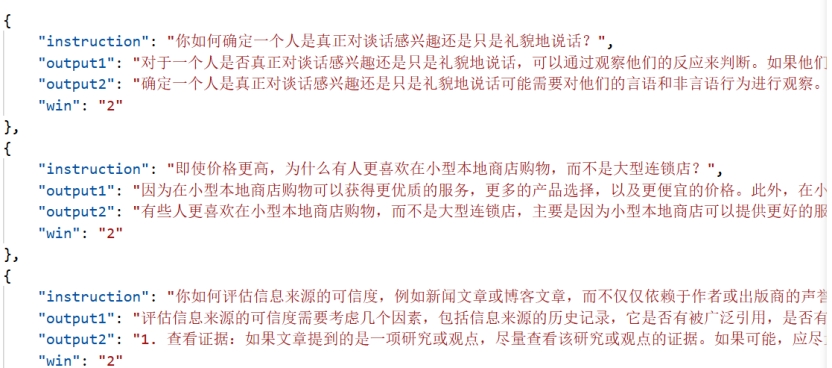 {
"instruction": "你如何确定一个人是真正对谈话感兴趣还是只是礼貌地说话？",
"output1": "对于一个人是否真正对谈话感兴趣还是只是礼貌地说话，可以通过观察他们的反应来判断。如果他们
"output2": "确定一个人是真正对谈话感兴趣还是只是礼貌地说话可能需要对他们的言语和非言语行为进行观察。
"win": "2"
},
{
"instruction": "即使价格更高，为什么有人更喜欢在小型本地商店购物，而不是大型连锁店？",
"output1": "因为在小型本地商店购物可以获得更优质的服务，更多的产品选择，以及更便宜的价格。此外，在小
"output2": "有些人更喜欢在小型本地商店购物，而不是大型连锁店，主要是因为小型本地商店可以提供更好的服
"win": "2"
},
{
"instruction": "你如何评估信息来源的可信度，例如新闻文章或博客文章，而不仅仅依赖于作者或出版商的声誉
"output1": "评估信息来源的可信度需要考虑几个因素，包括信息来源的历史记录，它是否有被广泛引用，是否有
"output2": "1. 查看证据：如果文章提到的是一项研究或观点，尽量查看该研究或观点的证据。如果可能，应尽
"win": "2"